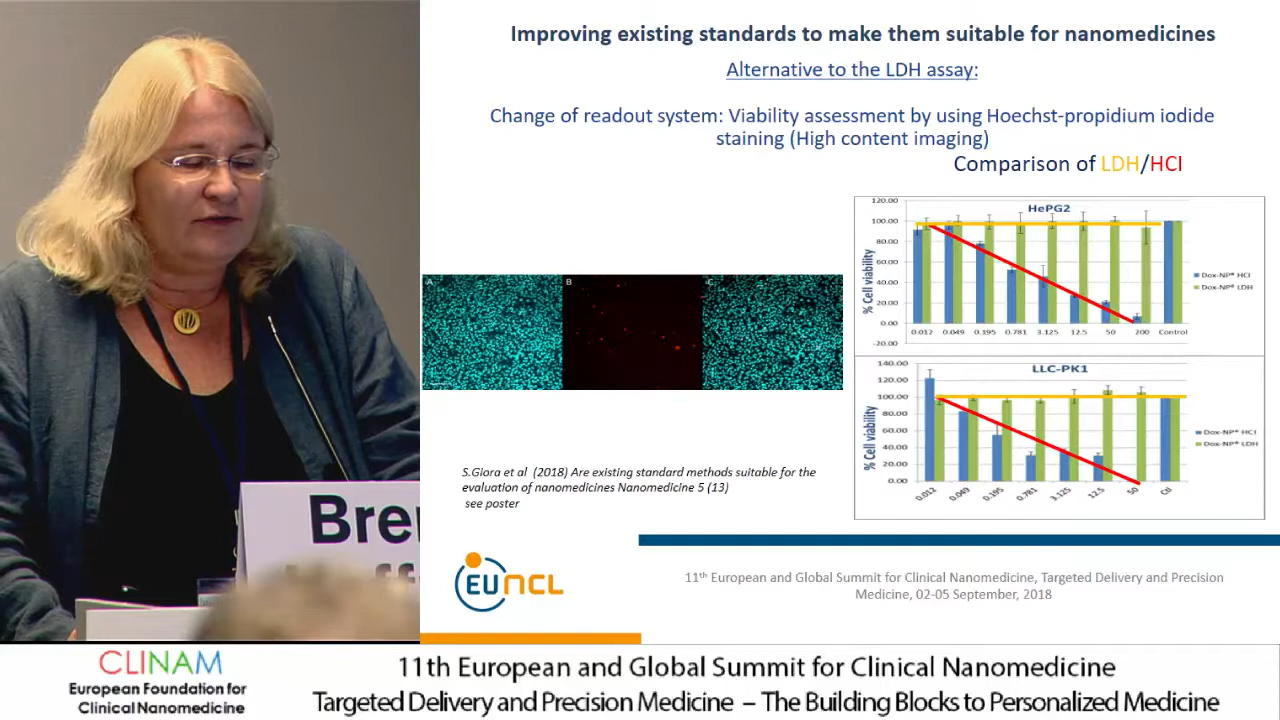 Improving existing standards to make them suitable for nanomedicines
Alternative to the LDH assay:
Change of readout system: Viability assessment by using Hoechst-propidium iodide
staining (High content imaging)
Comparison of LDH/HCI
A
B
C
HePG2
% Cell viability
120.00
100.00
80.00
60.00
40.00
20.00
0.00
-20.00
0.012 0.049 0.195 0.781 3.125 12.5 50 200 Control
Dox-NP® HCI
Dox-NP® LDH
LLC-PK1
% Cell viability
140.00
120.00
100.00
80.00
60.00
40.00
20.00
0.00
0.012 0.049 0.195 0.781 3.125 12.5 50 Ctl
Dox-NP® HCI
Dox-NP® LDH
S.Giora et al (2018) Are existing standard methods suitable for the
evaluation of nanomedicines Nanomedicine 5 (13)
see poster
Bre
EUNCL
11th European and Global Summit for Clinical Nanomedicine, Targeted Delivery and Precision
Medicine, 02-05 September, 2018
CLINAM
European Foundation for
Clinical Nanomedicine
11th European and Global Summit for Clinical Nanomedicine
Targeted Delivery and Precision Medicine – The Building Blocks to Personalized Medicine